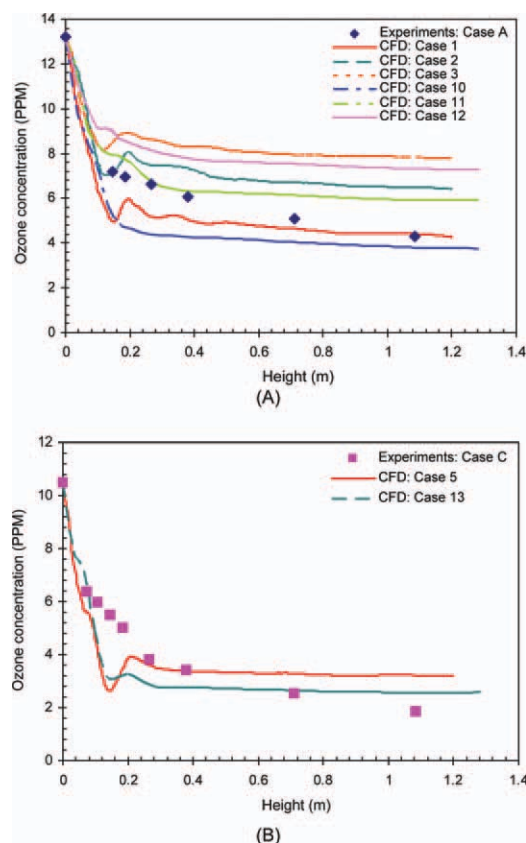 14
12
10
8
6
4
2
0
Ozone concentration (PPM)
Experiments: Case A
CFD: Case 1
CFD: Case 2
CFD: Case 3
CFD: Case 10
CFD: Case 11
CFD: Case 12
0 0.2 0.4 0.6 0.8 1 1.2 1.4
Height (m)
(A)
12
10
8
6
4
2
0
Ozone concentration (PPM)
Experiments: Case C
CFD: Case 5
CFD: Case 13
0 0.2 0.4 0.6 0.8 1 1.2 1.4
Height (m)
(B)